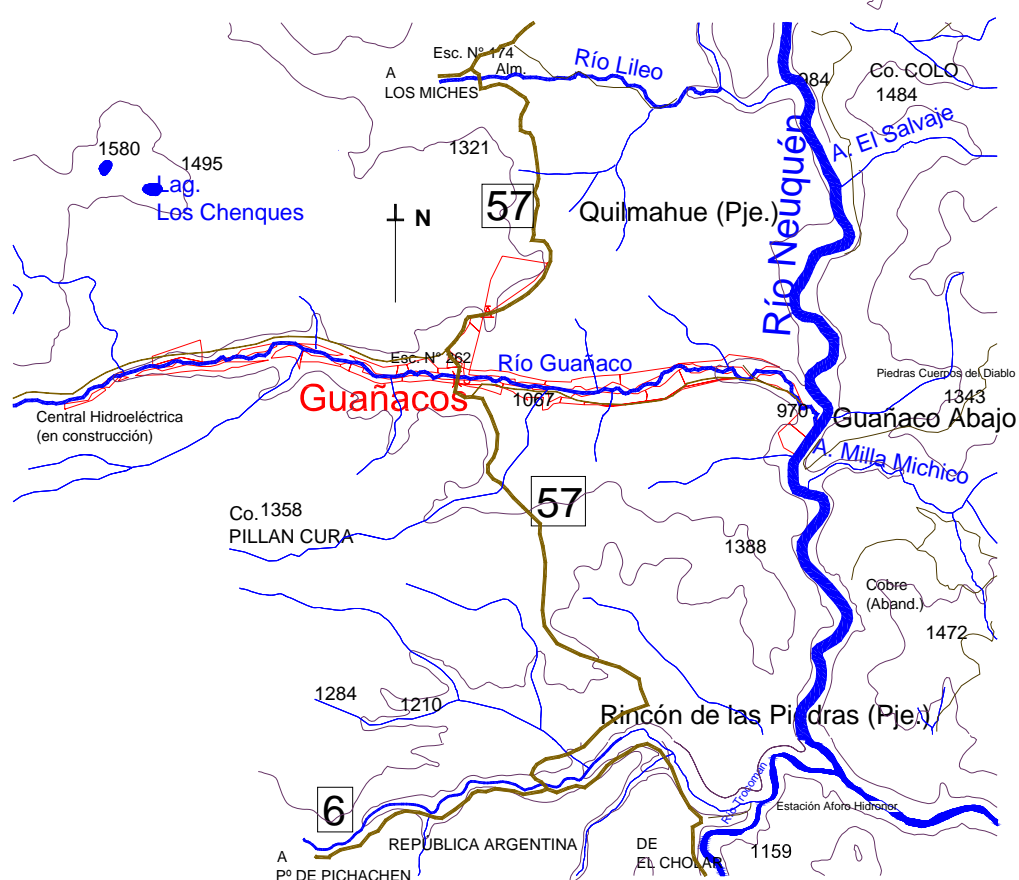 Esc. N° 174
Alm.
Río Lileo
A
LOS MICHES
984
Co. COLO
1484
A. El Salvaje
1580
1495
Lag.
Los Chenques
1321
57
N
Quilmahue (Pje.)
Río Neuquén
Esc. N° 262
Río Guañaco
Guañacos
1067
Piedras Cuerpos del Diablo
1343
970
Guañaco Abajo
Central Hidroeléctrica
(en construcción)
A. Milla Michico
57
Co. 1358
PILLAN CURA
1388
Cobre
(Aband.)
1472
1284
1210
Rincón de las Piedras (Pje.)
Río Trocoman
6
Estación Aforo Hidronor
REPÚBLICA ARGENTINA
DE
EL CHOLAR
1159
A
Pº DE PICHACHEN